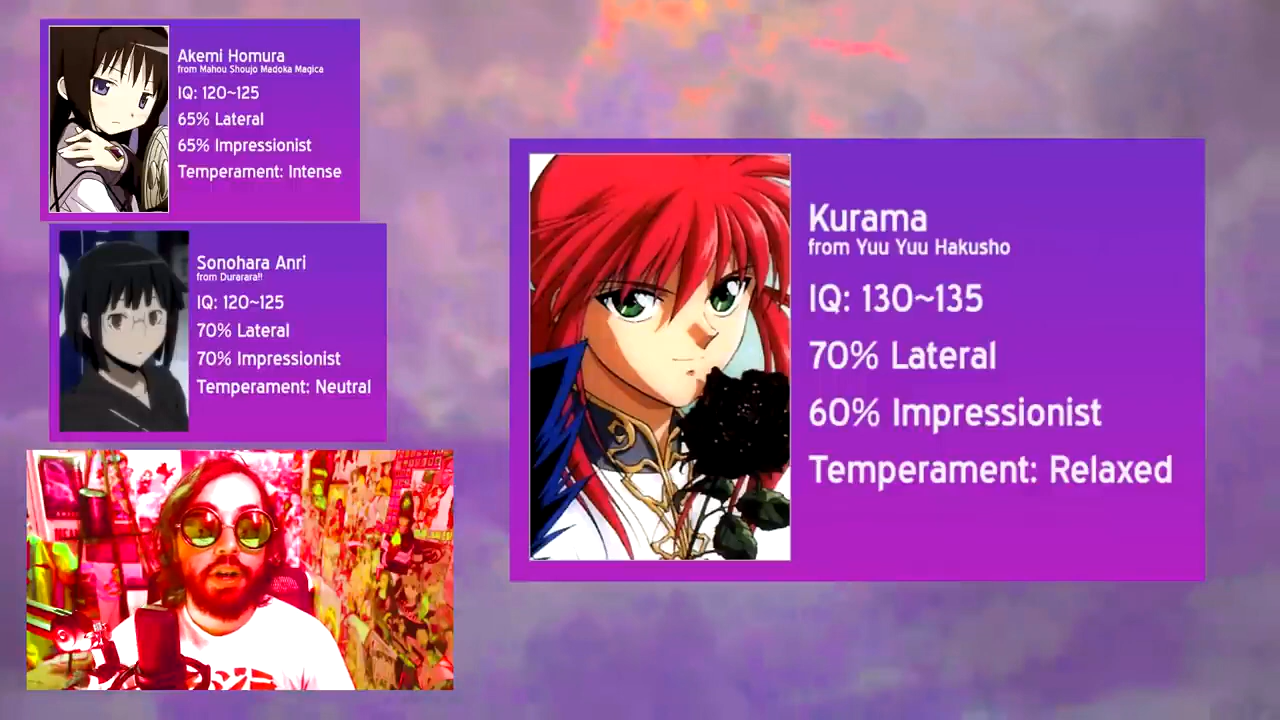 Akemi Homura
from Mahou Shoujo Madoka Magica
IQ: 120~125
65% Lateral
65% Impressionist
Temperament: Intense
Sonohara Anri
from Durarara!!
IQ: 120~125
70% Lateral
70% Impressionist
Temperament: Neutral
Kurama
from Yuu Yuu Hakusho
IQ: 130~135
70% Lateral
60% Impressionist
Temperament: Relaxed